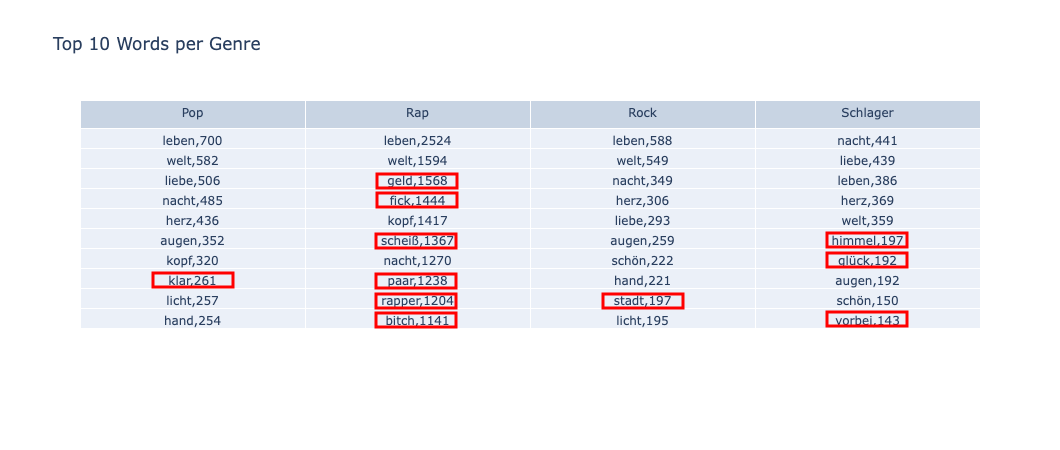 Top 10 Words per Genre
Pop Rap Rock Schlager
leben,700 leben,2524 leben,588 nacht,441
welt,582 welt,1594 welt,549 liebe,439
liebe,506 geld,1568 nacht,349 leben,386
nacht,485 fick,1444 herz,306 herz,369
herz,436 kopf,1417 liebe,293 welt,359
augen,352 scheiß,1367 augen,259 himmel,197
kopf,320 nacht,1270 schön,222 glück,192
klar,261 paar,1238 hand,221 augen,192
licht,257 rapper,1204 stadt,197 schön,150
hand,254 bitch,1141 licht,195 vorbei,143